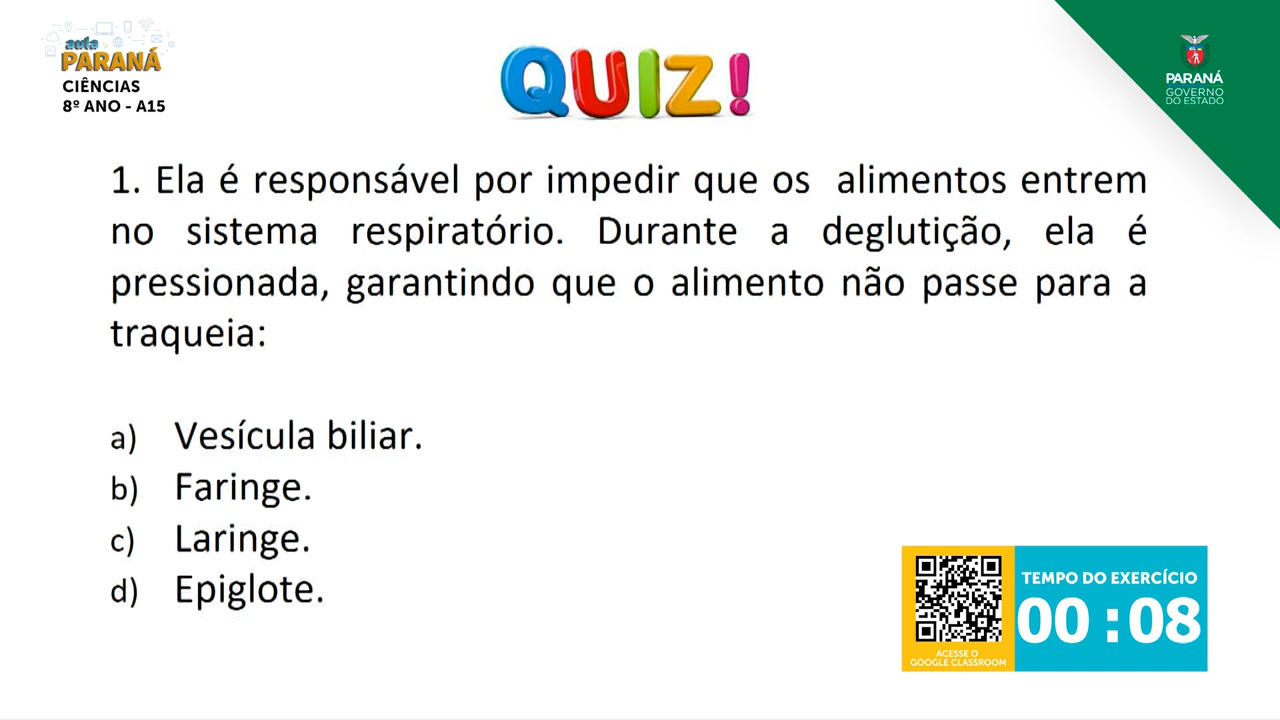 aula
PARANÁ
CIÊNCIAS
8º ANO - A15
QUIZ!
PARANÁ
GOVERNO
DO ESTADO
1. Ela é responsável por impedir que os alimentos entrem
no sistema respiratório. Durante a deglutição, ela é
pressionada, garantindo que o alimento não passe para a
traqueia:
a) Vesícula biliar.
b) Faringe.
c) Laringe.
d) Epiglote.
TEMPO DO EXERCÍCIO
00 : 08
ACESSE O
GOOGLE CLASSROOM